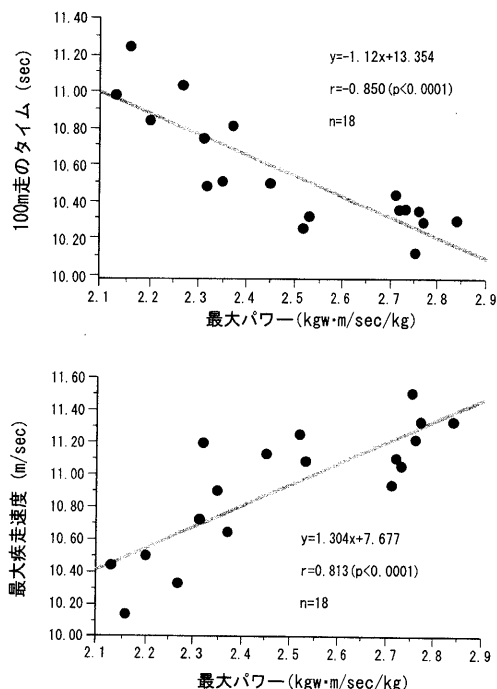 11.40
11.20
11.00
10.80
10.60
10.40
10.20
10.00
100m走のタイム (sec)
y=-1.12x+13.354
r=-0.850(p<0.0001)
n=18
2.1 2.2 2.3 2.4 2.5 2.6 2.7 2.8 2.9
最大パワー(kgw·m/sec/kg)
11.60
11.40
11.20
11.00
10.80
10.60
10.40
10.20
10.00
最大疾走速度 (m/sec)
y=1.304x+7.677
r=0.813(p<0.0001)
n=18
2.1 2.2 2.3 2.4 2.5 2.6 2.7 2.8 2.9
最大パワー(kgw·m/sec/kg)